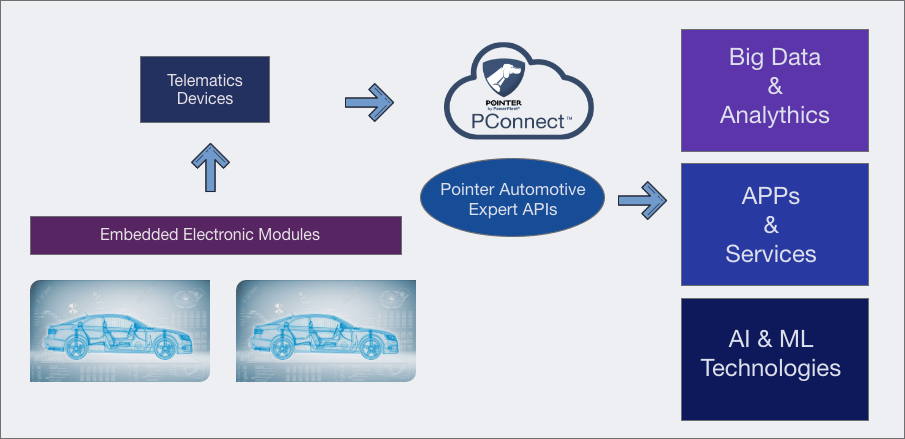 Telematics
Devices
POINTER
by PowerFleet®
PConnect™
Pointer Automotive
Expert APIs
Embedded Electronic Modules
Big Data
&
Analythics
APPs
&
Services
AI & ML
Technologies